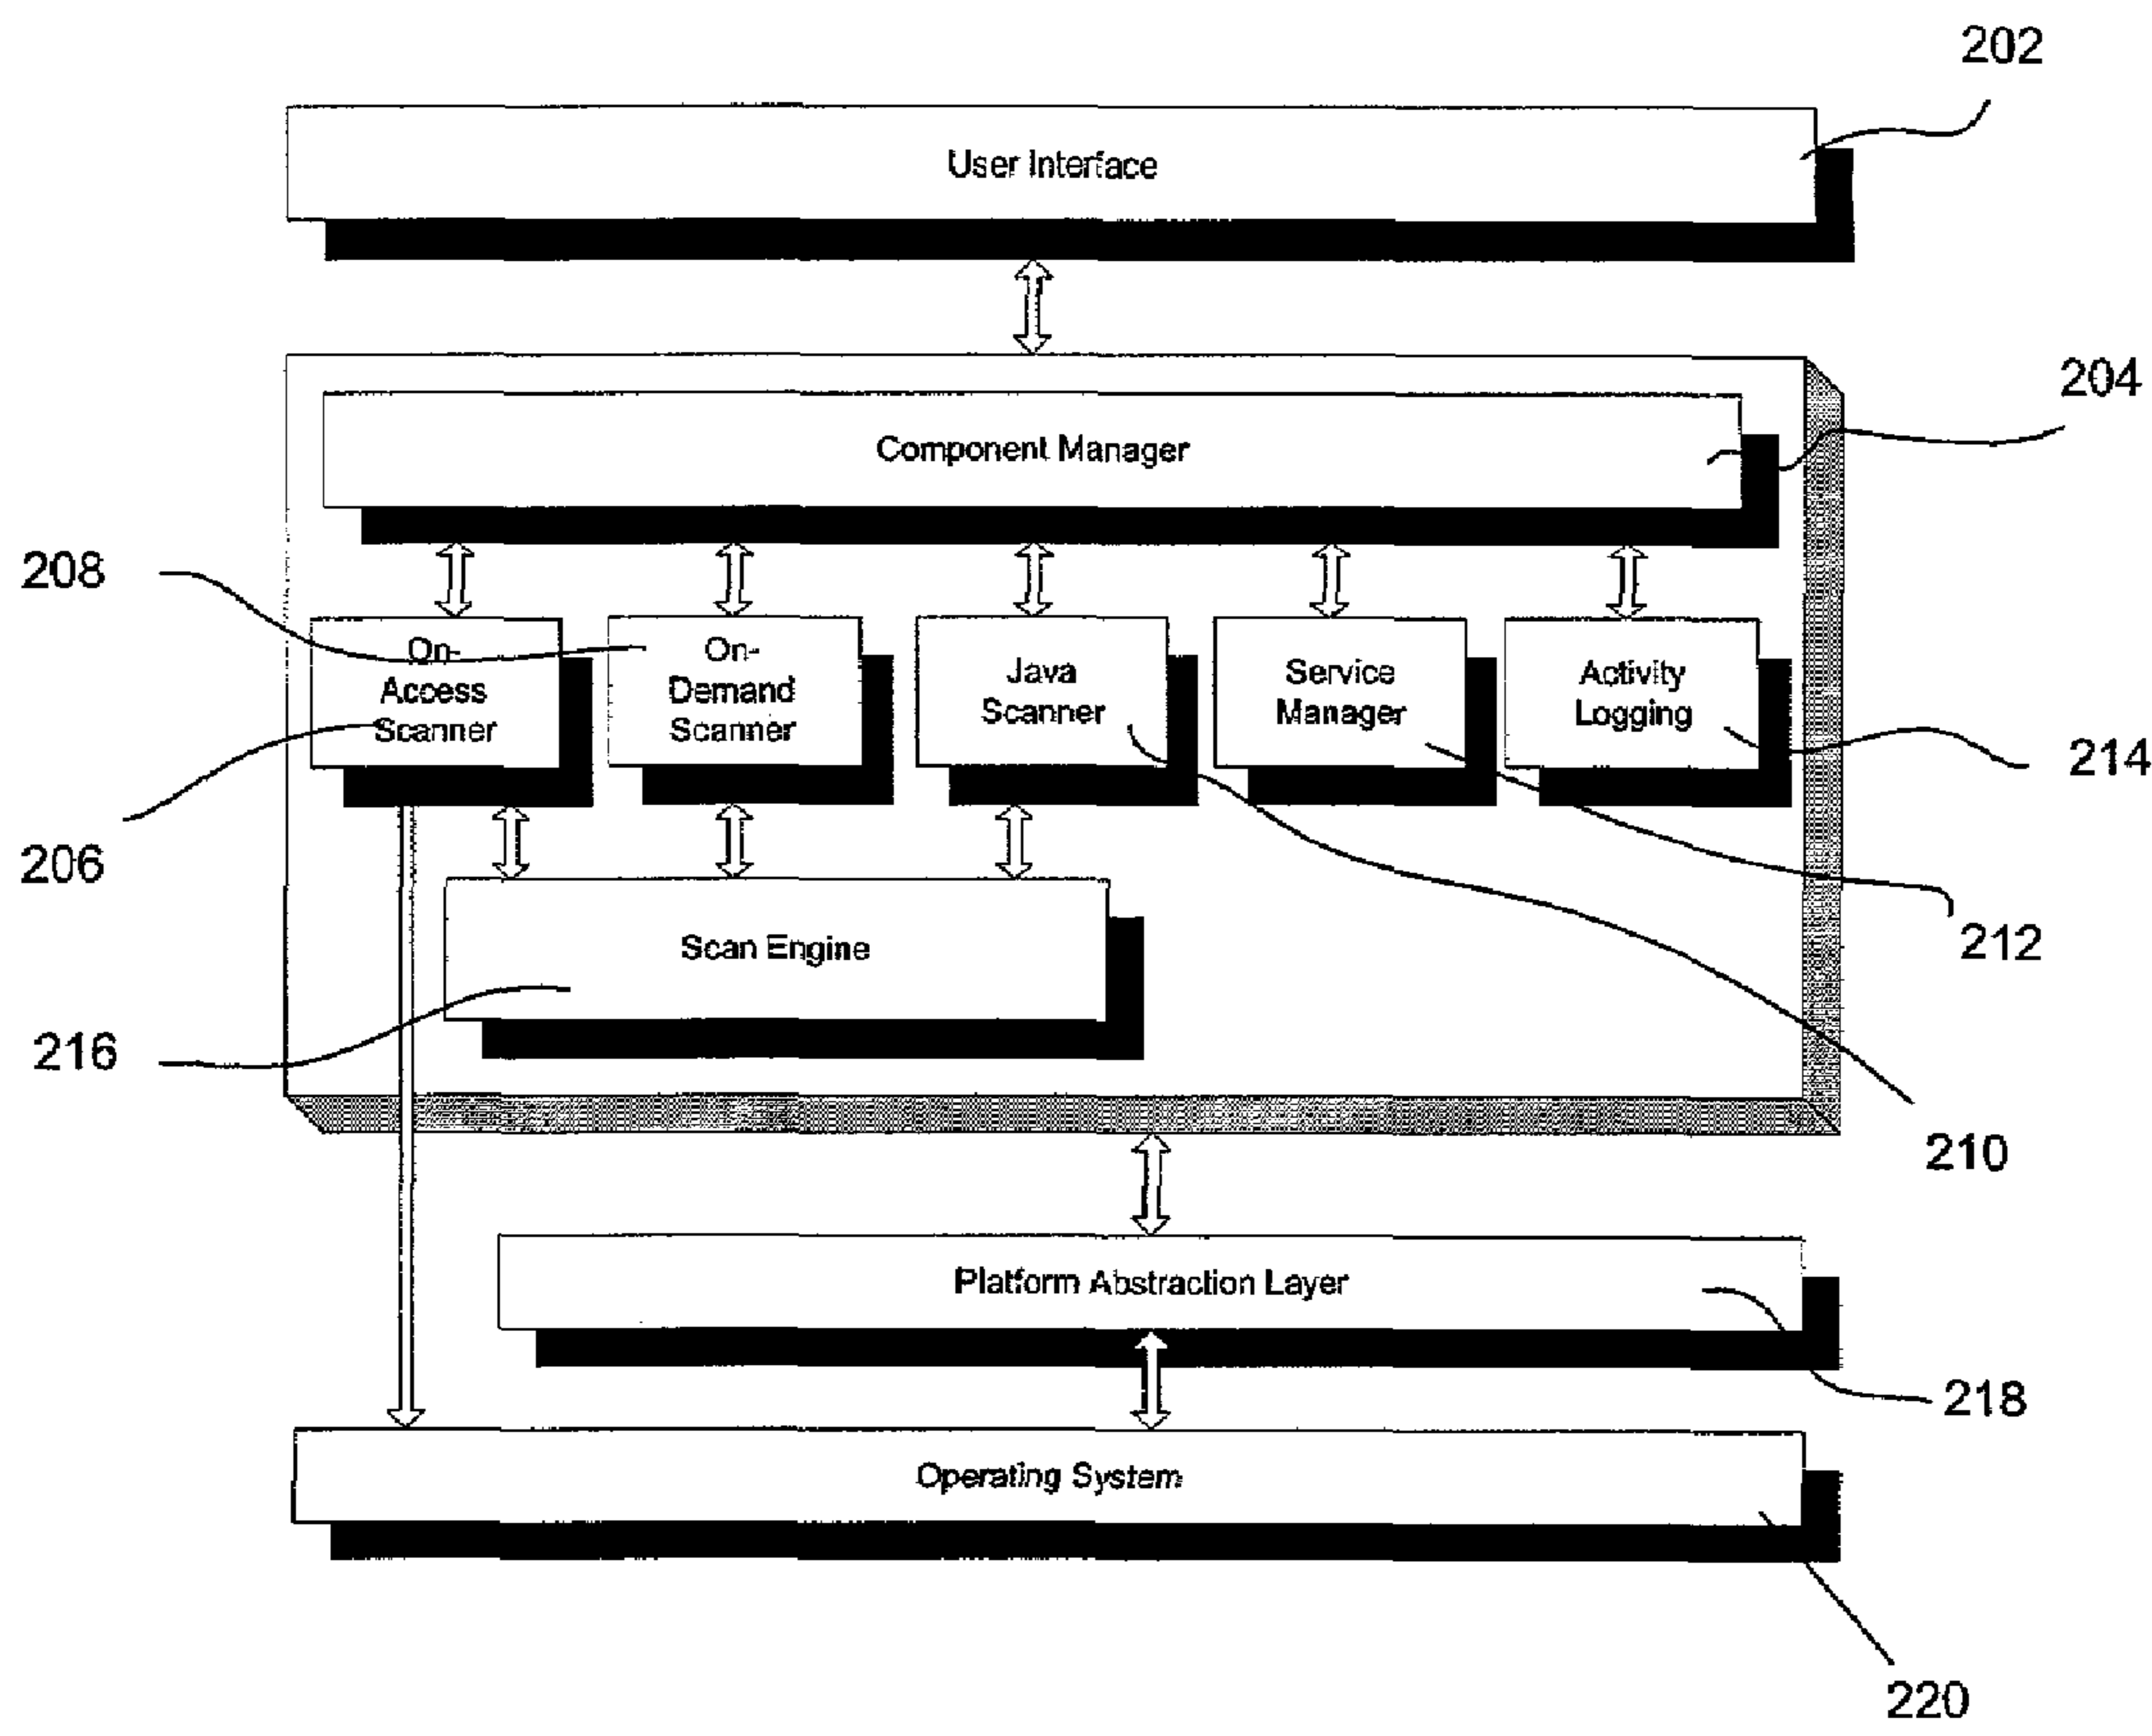 202
User Interface
204
Component Manager
208
On-
Access
Scanner
On-
Demand
Scanner
Java
Scanner
Service
Manager
Activity
Logging
214
206
Scan Engine
212
216
210
Platform Abstraction Layer
218
Operating System
220